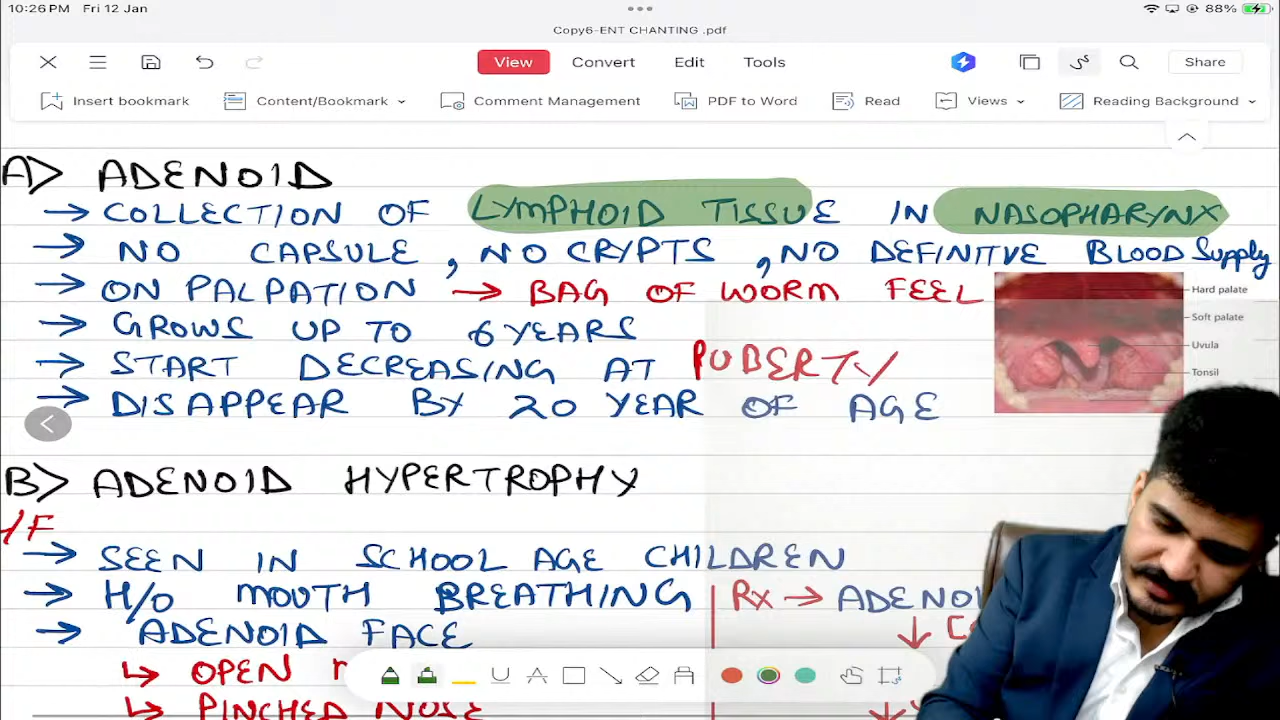 10:26 PM Fri 12 Jan
88%
Copy6-ENT CHANTING .pdf
View Convert Edit Tools Share
Insert bookmark Content/Bookmark Comment Management PDF to Word Read Views Reading Background
A> ADENOID
→ COLLECTION OF LYMPHOID TISSUE IN NASOPHARYNX
→ NO CAPSULE, NO CRYPTS, NO DEFINITVE BLOOD Supply
→ ON PALPATION → BAG OF WORM FEEL
Hard palate
→ GROWS UP TO 6 YEARS
Soft palate
Uvula
→ START DECREASING AT PUBERTY
Tonsil
→ DISAPPEAR BY 20 YEAR OF AGE
B> ADENOID HYPERTROPHY
/F
→ SEEN IN SCHOOL AGE CHILDREN
→ H/O MOUTH BREATHING Rx → ADENOI
→ ADENOID FACE
↳ OPEN
↳ PINCHED NOSE